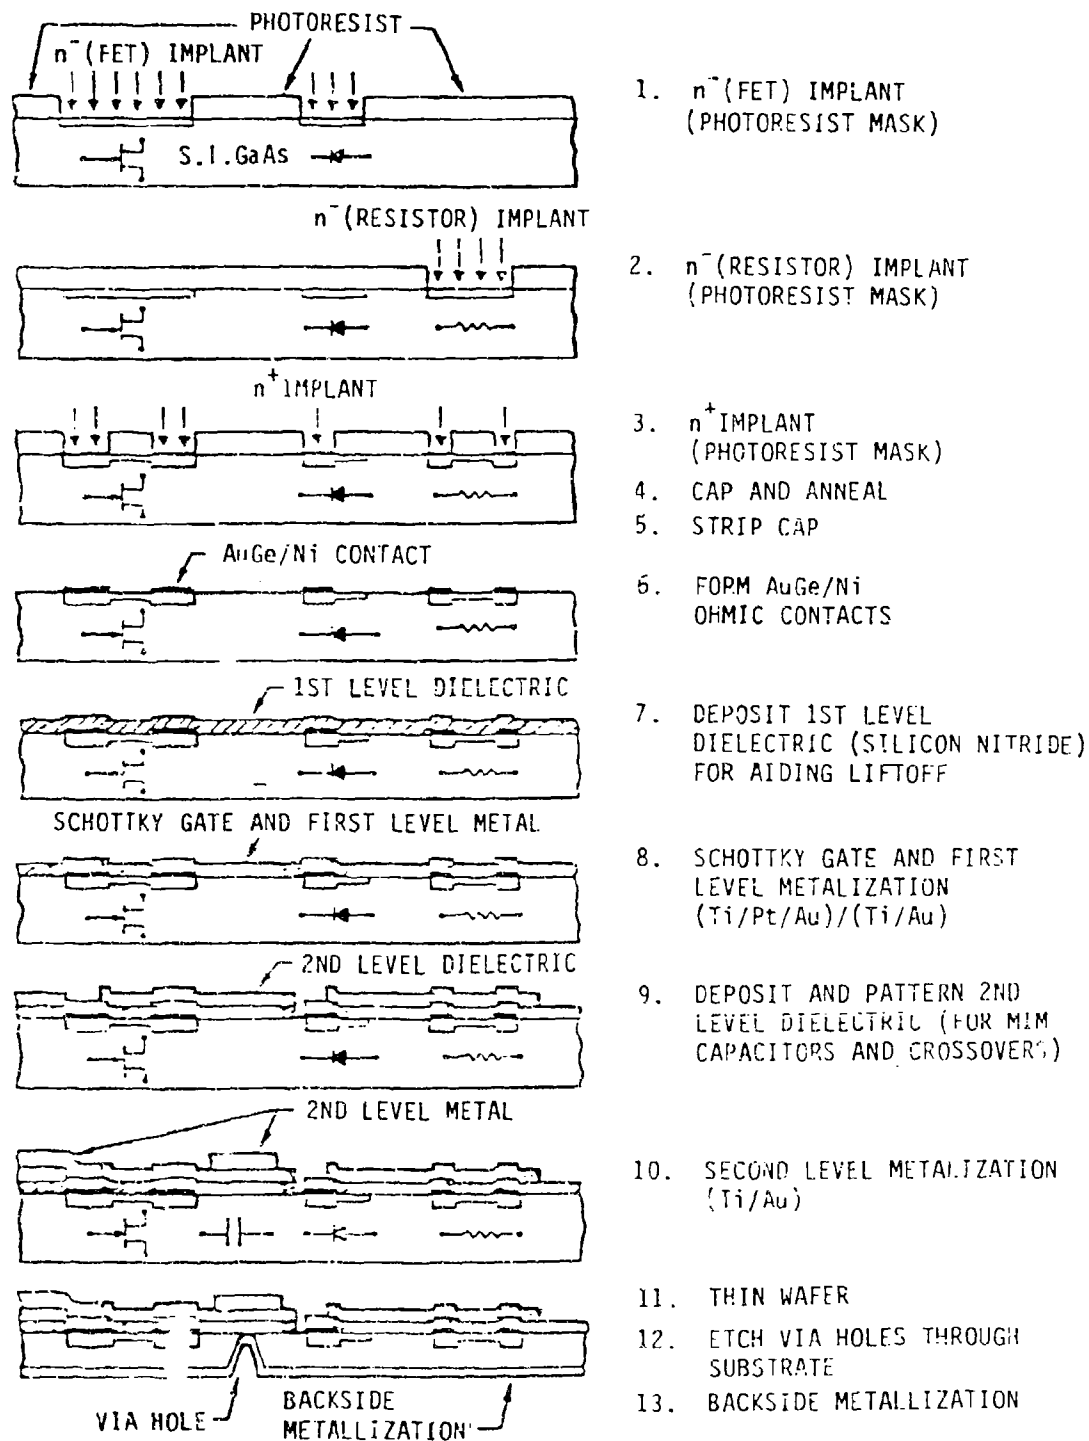 PHOTORESIST
n⁻(FET) IMPLANT
1. n⁻(FET) IMPLANT
(PHOTORESIST MASK)
S.I.GaAs
n⁻(RESISTOR) IMPLANT
2. n⁻(RESISTOR) IMPLANT
(PHOTORESIST MASK)
n⁺IMPLANT
3. n⁺IMPLANT
(PHOTORESIST MASK)
4. CAP AND ANNEAL
5. STRIP CAP
AuGe/Ni CONTACT
6. FORM AuGe/Ni
OHMIC CONTACTS
1ST LEVEL DIELECTRIC
7. DEPOSIT 1ST LEVEL
DIELECTRIC (SILICON NITRIDE)
FOR AIDING LIFTOFF
SCHOTTKY GATE AND FIRST LEVEL METAL
8. SCHOTTKY GATE AND FIRST
LEVEL METALIZATION
(Ti/Pt/Au)/(Ti/Au)
2ND LEVEL DIELECTRIC
9. DEPOSIT AND PATTERN 2ND
LEVEL DIELECTRIC (FOR MIM
CAPACITORS AND CROSSOVERS)
2ND LEVEL METAL
10. SECOND LEVEL METALIZATION
(Ti/Au)
11. THIN WAFER
12. ETCH VIA HOLES THROUGH
SUBSTRATE
13. BACKSIDE METALLIZATION
VIA HOLE
BACKSIDE
METALLIZATION